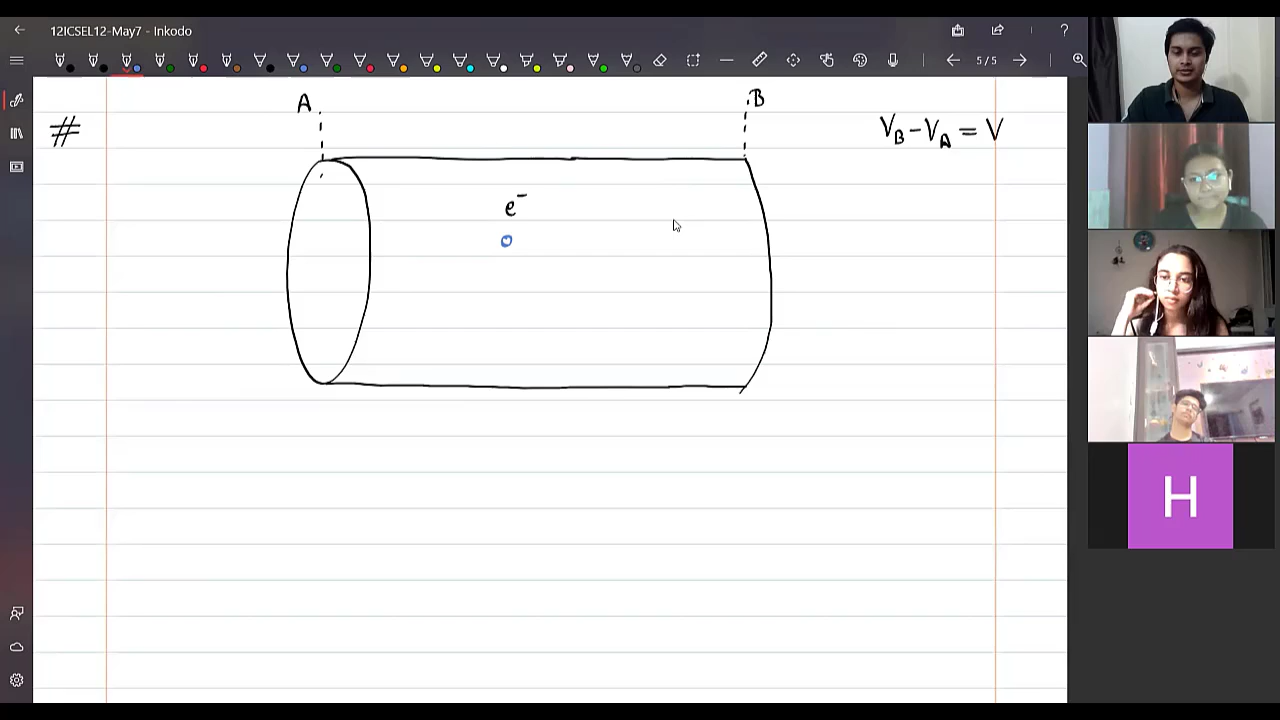 12ICSEL12-May7 - Inkodo
5/5
A
B
#
V_B - V_A = V
e⁻
H